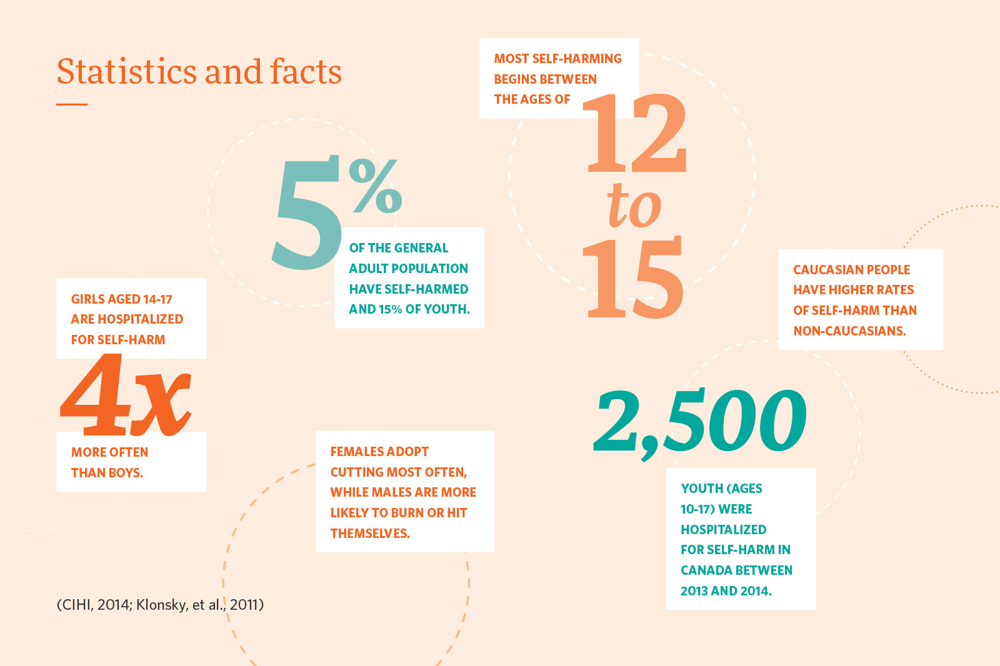 Statistics and facts
MOST SELF-HARMING
BEGINS BETWEEN
THE AGES OF
12
to
15
5%
OF THE GENERAL
ADULT POPULATION
HAVE SELF-HARMED
AND 15% OF YOUTH.
CAUCASIAN PEOPLE
HAVE HIGHER RATES
OF SELF-HARM THAN
NON-CAUCASIANS.
GIRLS AGED 14-17
ARE HOSPITALIZED
FOR SELF-HARM
4x
MORE OFTEN
THAN BOYS.
FEMALES ADOPT
CUTTING MOST OFTEN,
WHILE MALES ARE MORE
LIKELY TO BURN OR HIT
THEMSELVES.
2,500
YOUTH (AGES
10-17) WERE
HOSPITALIZED
FOR SELF-HARM IN
CANADA BETWEEN
2013 AND 2014.
(CIHI, 2014; Klonsky, et al., 2011)